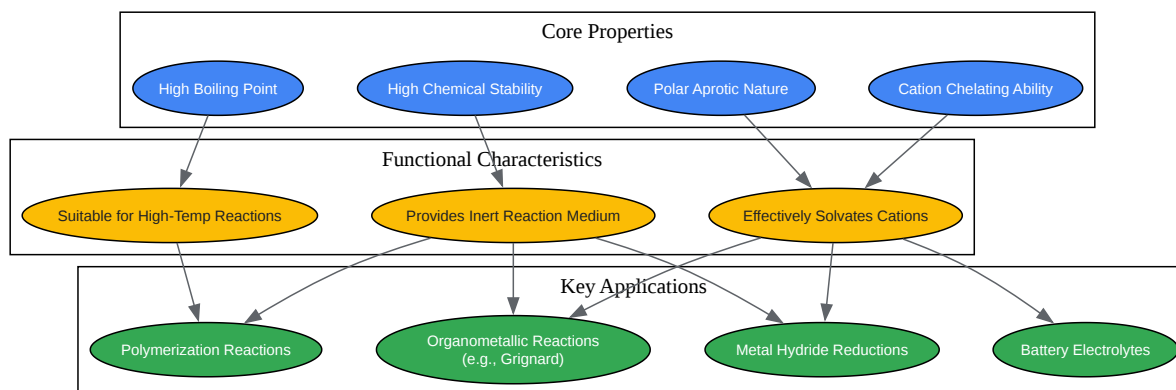 Core Properties
High Boiling Point
High Chemical Stability
Polar Aprotic Nature
Cation Chelating Ability
Functional Characteristics
Suitable for High-Temp Reactions
Provides Inert Reaction Medium
Effectively Solvates Cations
Key Applications
Polymerization Reactions
Organometallic Reactions
(e.g., Grignard)
Metal Hydride Reductions
Battery Electrolytes